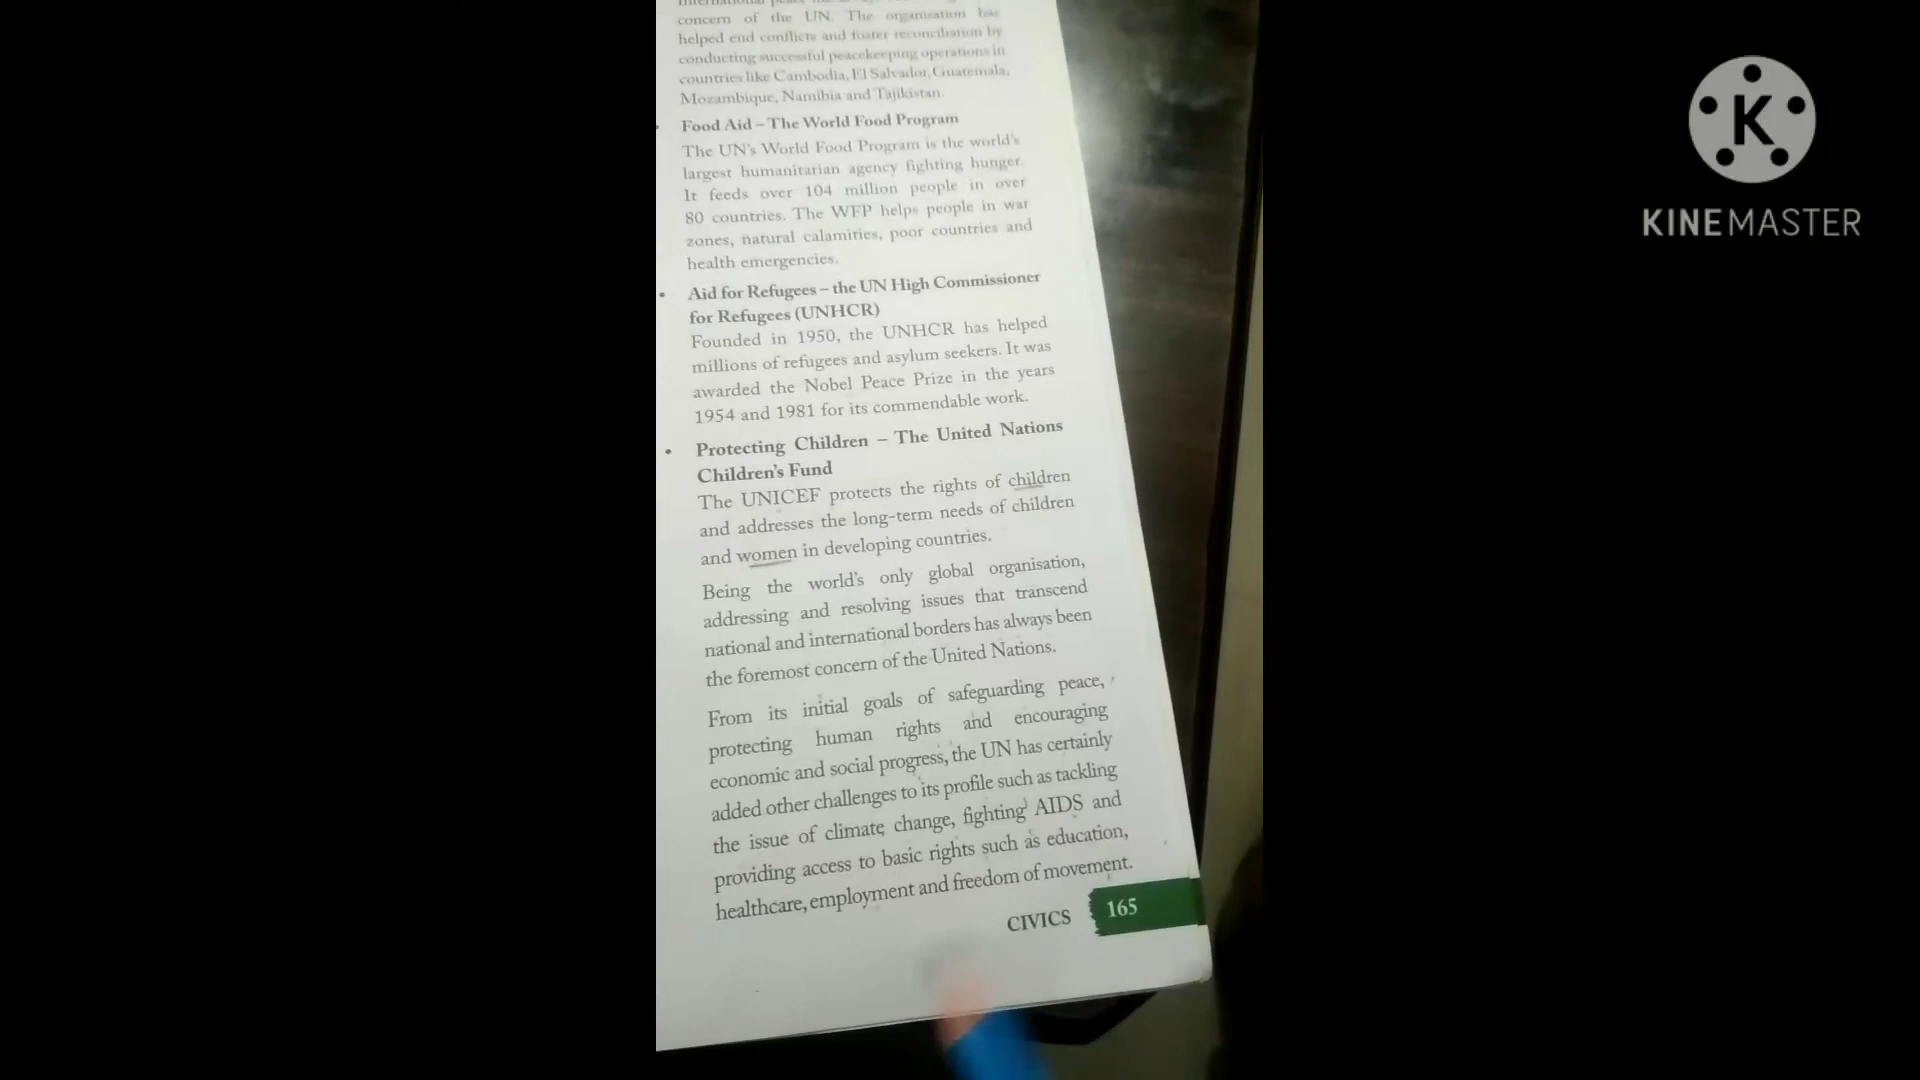 concern of the UN. The organisation has
helped end conflicts and foster reconciliation by
conducting successful peacekeeping operations in
countries like Cambodia, El Salvador, Guatemala,
Mozambique, Namibia and Tajikistan.
• Food Aid – The World Food Program
The UN's World Food Program is the world's
largest humanitarian agency fighting hunger.
It feeds over 104 million people in over
80 countries. The WFP helps people in war
zones, natural calamities, poor countries and
health emergencies.
• Aid for Refugees – the UN High Commissioner
for Refugees (UNHCR)
Founded in 1950, the UNHCR has helped
millions of refugees and asylum seekers. It was
awarded the Nobel Peace Prize in the years
1954 and 1981 for its commendable work.
• Protecting Children – The United Nations
Children's Fund
The UNICEF protects the rights of children
and addresses the long-term needs of children
and women in developing countries.
Being the world's only global organisation,
addressing and resolving issues that transcend
national and international borders has always been
the foremost concern of the United Nations.
From its initial goals of safeguarding peace,
protecting human rights and encouraging
economic and social progress, the UN has certainly
added other challenges to its profile such as tackling
the issue of climate change, fighting AIDS and
providing access to basic rights such as education,
healthcare, employment and freedom of movement.
CIVICS 165
K
KINEMASTER